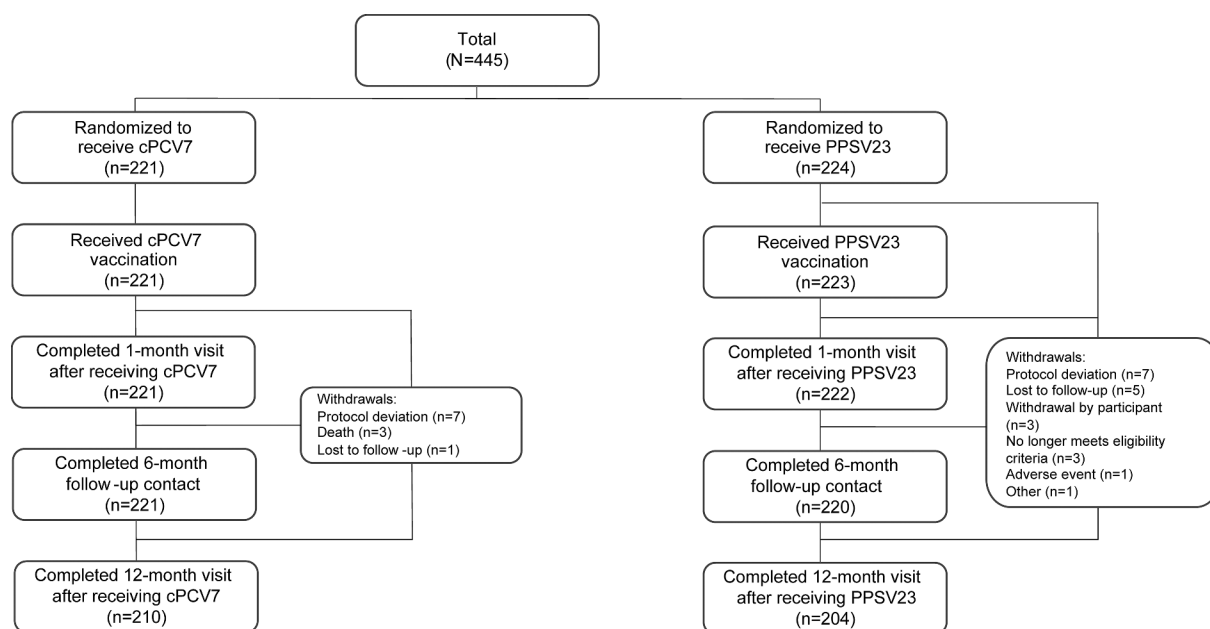 Total
(N=445)
Randomized to
receive cPCV7
(n=221)
Randomized to
receive PPSV23
(n=224)
Received cPCV7
vaccination
(n=221)
Received PPSV23
vaccination
(n=223)
Completed 1-month visit
after receiving cPCV7
(n=221)
Completed 1-month visit
after receiving PPSV23
(n=222)
Withdrawals:
Protocol deviation (n=7)
Death (n=3)
Lost to follow -up (n=1)
Withdrawals:
Protocol deviation (n=7)
Lost to follow-up (n=5)
Withdrawal by participant
(n=3)
No longer meets eligibility
criteria (n=3)
Adverse event (n=1)
Other (n=1)
Completed 6-month
follow -up contact
(n=221)
Completed 6-month
follow-up contact
(n=220)
Completed 12-month visit
after receiving cPCV7
(n=210)
Completed 12-month visit
after receiving PPSV23
(n=204)